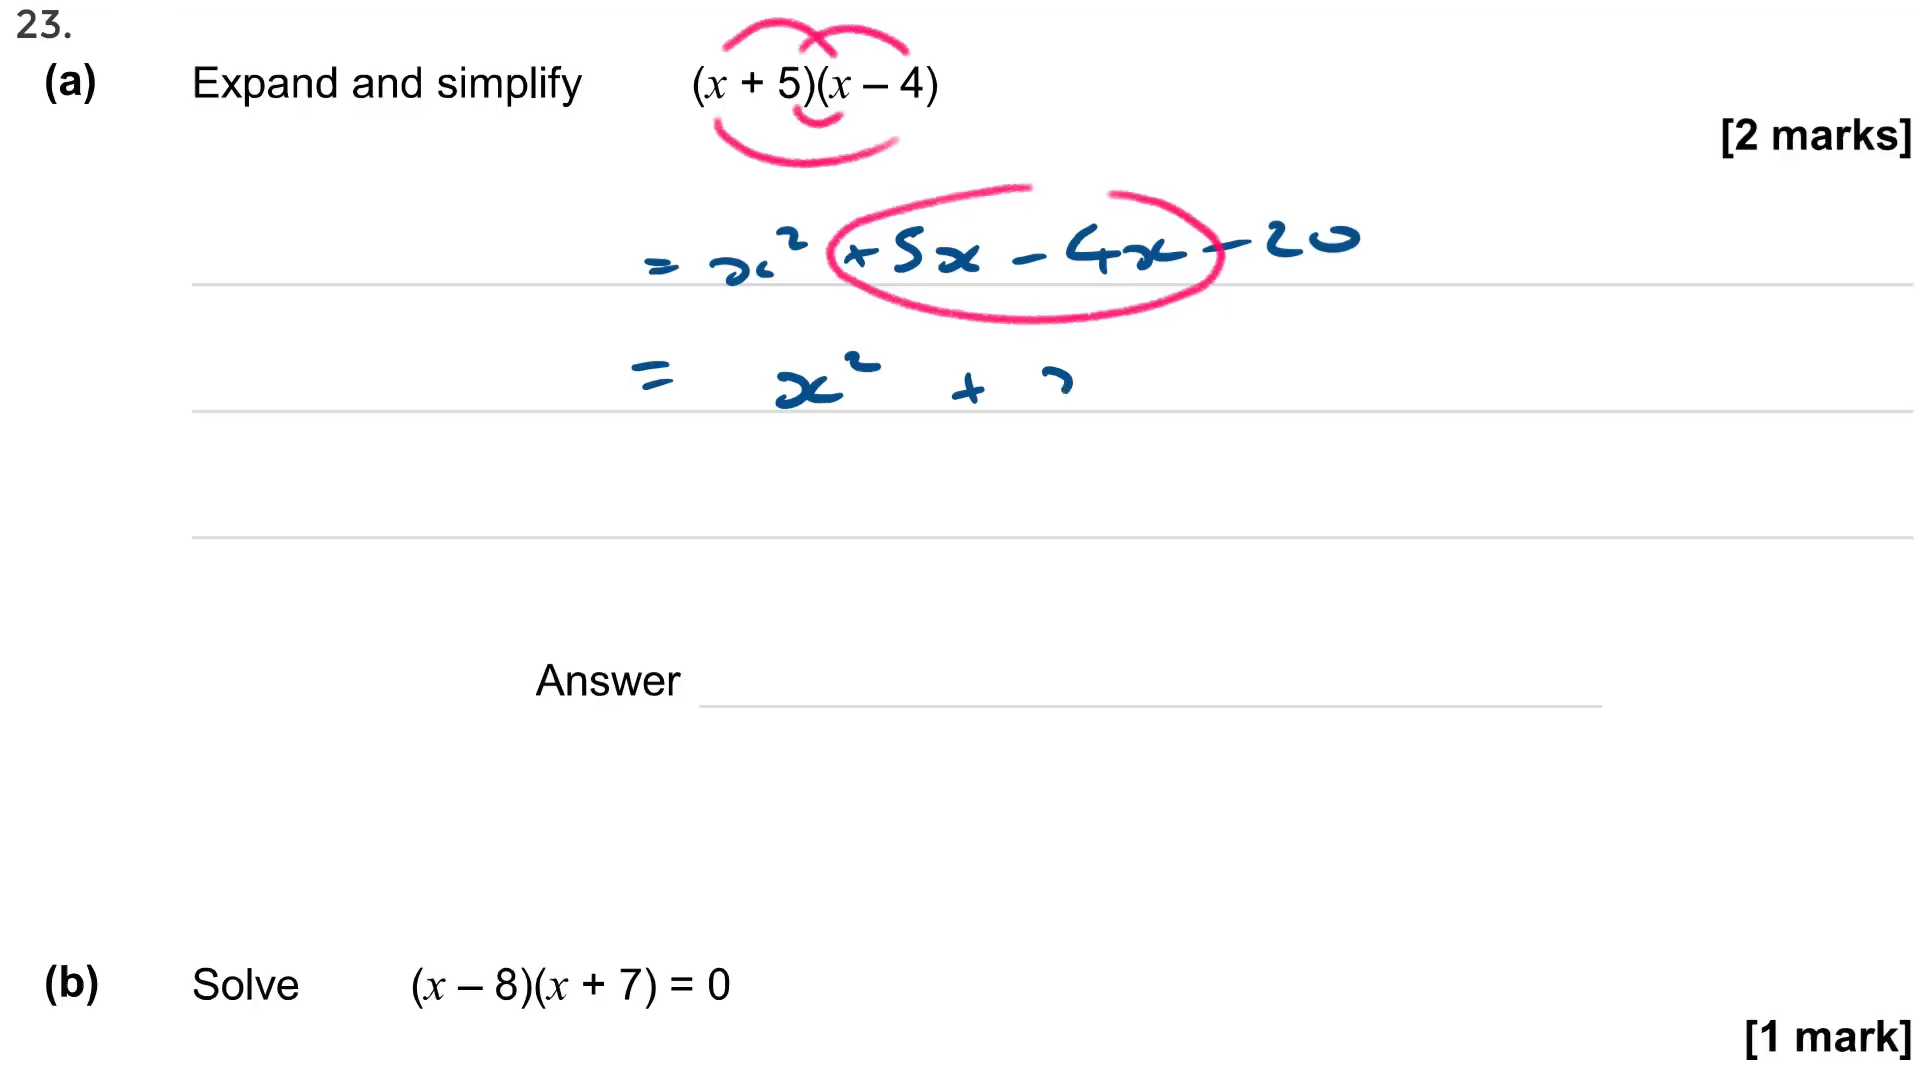 23.
(a) Expand and simplify (x + 5)(x – 4)
[2 marks]
= x² + 5x - 4x - 20
= x² +
Answer
(b) Solve (x – 8)(x + 7) = 0
[1 mark]